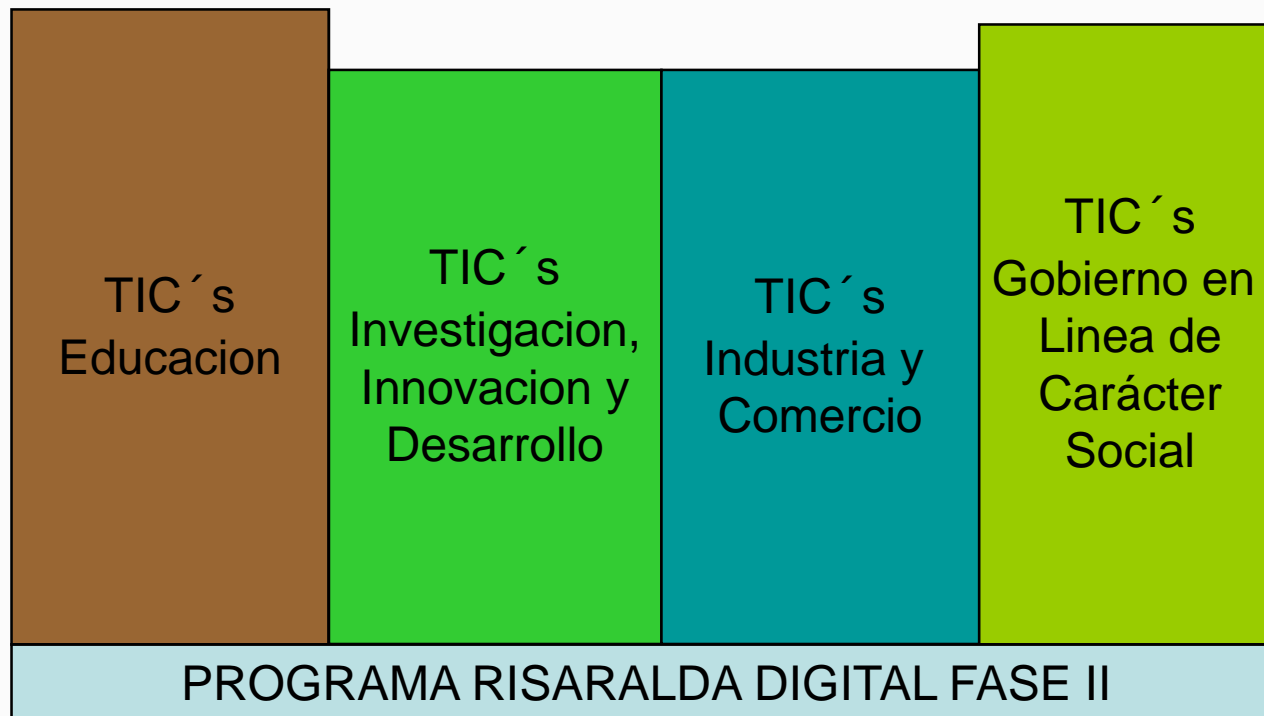 TIC´s
Educacion
TIC´s
Investigacion,
Innovacion y
Desarrollo
TIC´s
Industria y
Comercio
TIC´s
Gobierno en
Linea de
Carácter
Social
PROGRAMA RISARALDA DIGITAL FASE II